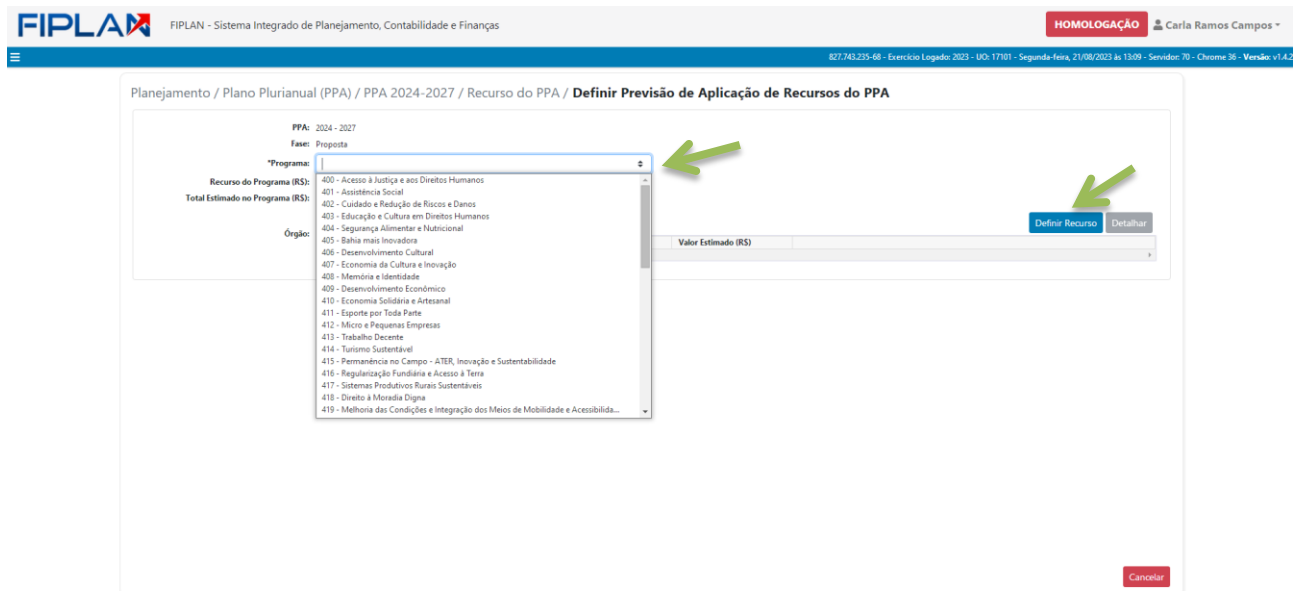 FIPLAN FIPLAN - Sistema Integrado de Planejamento, Contabilidade e Finanças HOMOLOGAÇÃO Carla Ramos Campos
827.743.235-68 - Exercício Logado: 2023 - UO: 17101 - Segunda-feira, 21/08/2023 às 13:09 - Servidor: 70 - Chrome 36 - Versão: v1.4.2
Planejamento / Plano Plurianual (PPA) / PPA 2024-2027 / Recurso do PPA / Definir Previsão de Aplicação de Recursos do PPA
PPA: 2024 - 2027
Fase: Proposta
*Programa:
Recurso do Programa (R$):
Total Estimado no Programa (R$):
Órgão:
400 - Acesso à Justiça e aos Direitos Humanos
401 - Assistência Social
402 - Cuidado e Redução de Riscos e Danos
403 - Educação e Cultura em Direitos Humanos
404 - Segurança Alimentar e Nutricional
405 - Bahia mais Inovadora
406 - Desenvolvimento Cultural
407 - Economia da Cultura e Inovação
408 - Memória e Identidade
409 - Desenvolvimento Econômico
410 - Economia Solidária e Artesanal
411 - Esporte por Toda Parte
412 - Micro e Pequenas Empresas
413 - Trabalho Decente
414 - Turismo Sustentável
415 - Permanência no Campo - ATER, Inovação e Sustentabilidade
416 - Regularização Fundiária e Acesso à Terra
417 - Sistemas Produtivos Rurais Sustentáveis
418 - Direito à Moradia Digna
419 - Melhoria das Condições e Integração dos Meios de Mobilidade e Acessibilida...
Definir Recurso Detalhar
Valor Estimado (R$)
Cancelar